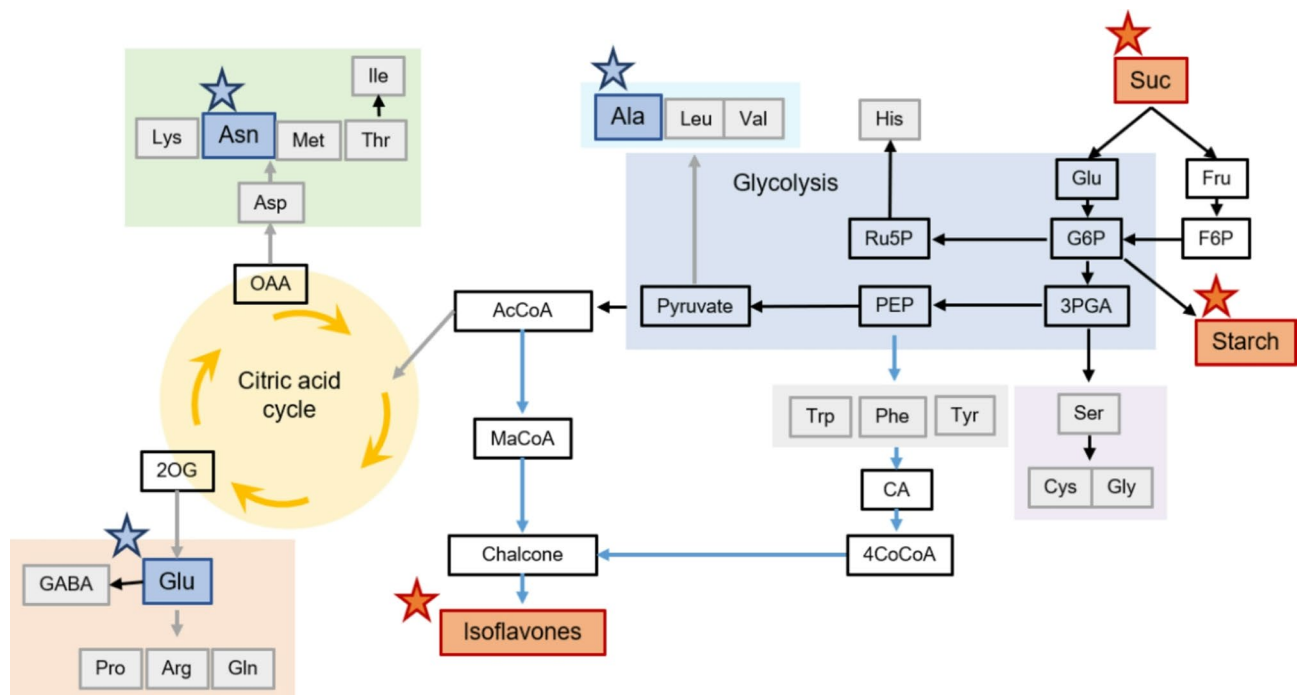 Suc
Ile
Ala
Leu
Val
His
Lys
Asn
Met
Thr
Glycolysis
Glu
Fru
Asp
Ru5P
G6P
F6P
OAA
AcCoA
Pyruvate
PEP
3PGA
Starch
Citric acid
cycle
Trp
Phe
Tyr
Ser
MaCoA
2OG
CA
Cys
Gly
Chalcone
4CoCoA
GABA
Glu
Isoflavones
Pro
Arg
Gln